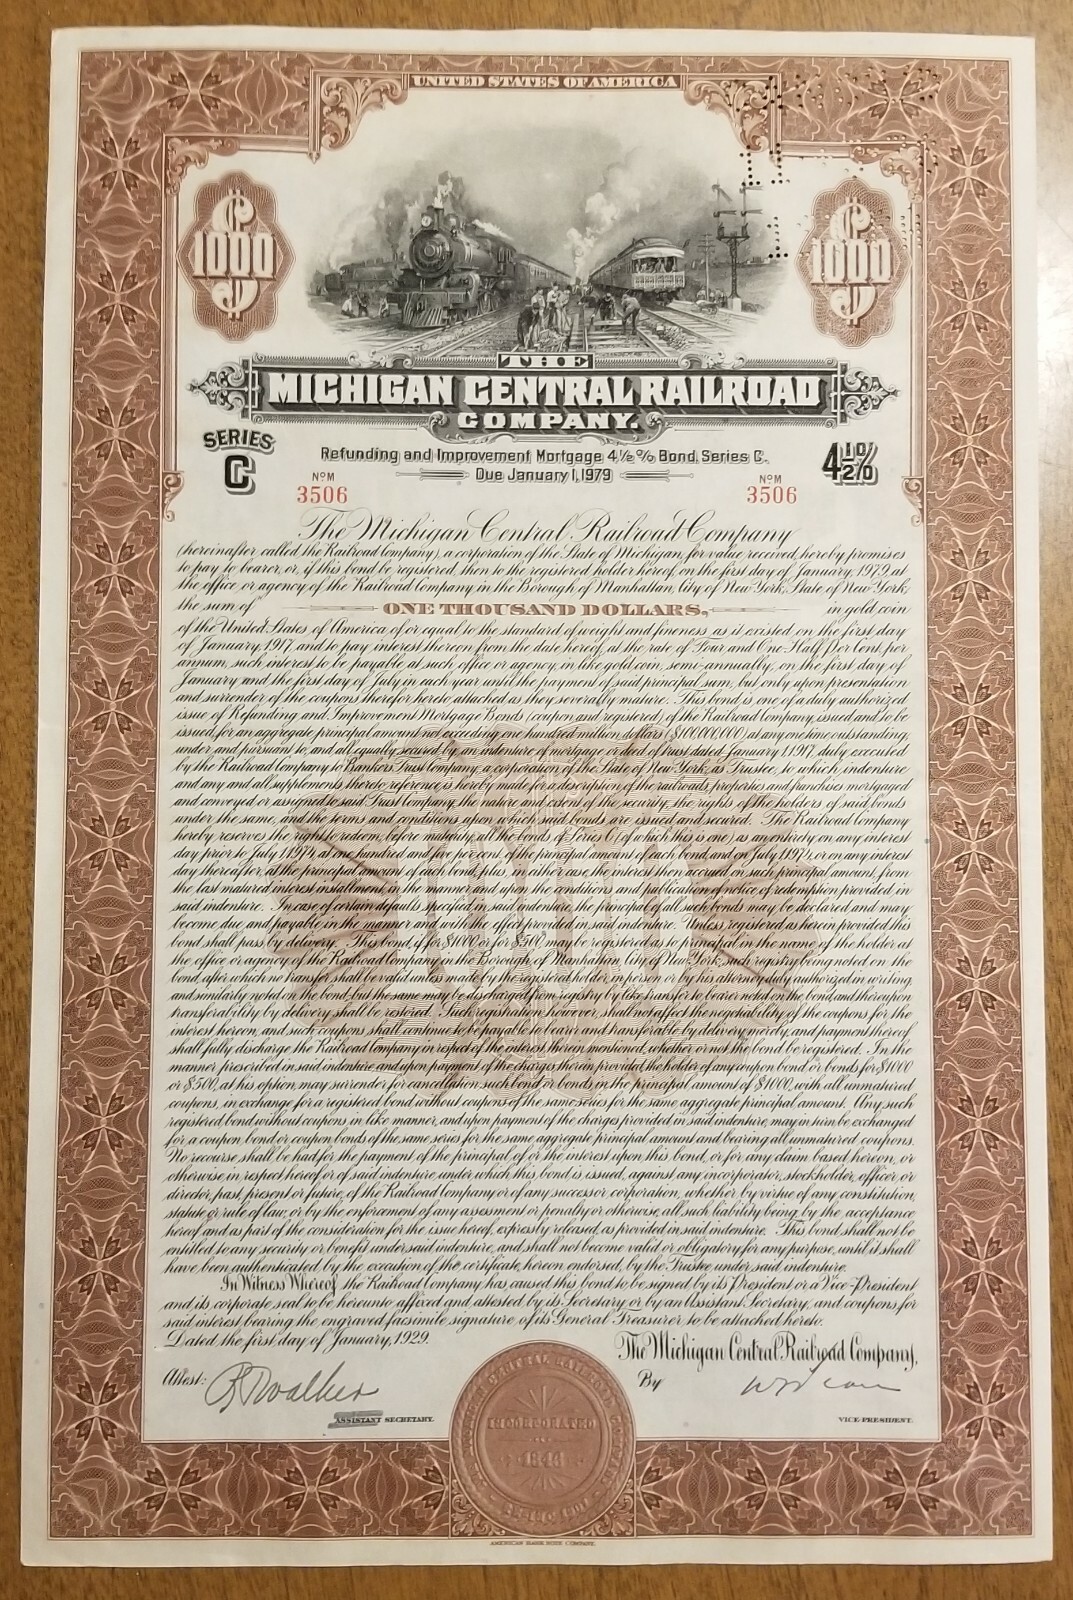 UNITED STATES OF AMERICA
1000
1000
THE
MICHIGAN CENTRAL RAILROAD
COMPANY.
SERIES
C
Refunding and Improvement Mortgage 4½% Bond, Series C.
Due January 1, 1979
4½%
NoM
3506
NoM
3506
The Michigan Central Railroad Company
(hereinafter called the Railroad Company), a corporation of the State of Michigan, for value received, hereby promises
to pay to bearer, or, if this bond be registered, then to the registered holder hereof, on the first day of January, 1979, at
the office or agency of the Railroad Company in the Borough of Manhattan, City of New York, State of New York,
the sum of ONE THOUSAND DOLLARS, in gold coin
of the United States of America of or equal to the standard of weight and fineness as it existed on the first day
of January, 1917, and to pay interest thereon from the date hereof, at the rate of Four and One-Half Per Cent. per
annum, such interest to be payable at such office or agency, in like gold coin, semi-annually, on the first day of
January and the first day of July in each year until the payment of said principal sum, but only upon presentation
and surrender of the coupons therefor hereto attached as they severally mature. This bond is one of a duly authorized
issue of Refunding and Improvement Mortgage Bonds (coupon and registered) of the Railroad Company, issued and to be
issued, for an aggregate principal amount not exceeding one hundred million dollars ($100,000,000) at any one time outstanding,
under and pursuant to, and all equally secured by, an indenture of mortgage or deed of trust dated January 1, 1917, duly executed
by the Railroad Company to Bankers Trust Company, a corporation of the State of New York, as Trustee, to which indenture
and any and all supplements thereto reference is hereby made for a description of the railroads, properties and franchises mortgaged
and conveyed or assigned to said Trust Company, the nature and extent of the security, the rights of the holders of said bonds
under the same, and the terms and conditions upon which said bonds are issued and secured. The Railroad Company
hereby reserves the right to redeem, before maturity, all the bonds of Series C (of which this is one) as an entirety, on any interest
day prior to July 1, 1974, at one hundred and five per cent. of the principal amount of each bond, and on July 1, 1974, or on any interest
day thereafter, at the principal amount of each bond, plus, in either case, the interest then accrued on such principal amount, from
the last matured interest installment, in the manner and upon the conditions and publication of notice of redemption provided in
said indenture. In case of certain defaults specified in said indenture, the principal of all such bonds may be declared and may
become due and payable in the manner and with the effect provided in said indenture. Unless registered as herein provided this
bond shall pass by delivery. This bond, if for $1000 or for $500, may be registered as to principal in the name of the holder at
the office or agency of the Railroad Company in the Borough of Manhattan, City of New York, such registry being noted on the
bond, after which no transfer shall be valid unless made by the registered holder, in person or by his attorney duly authorized in writing,
and similarly noted on the bond, but the same may be discharged from registry by like transfer to bearer noted on the bond, and thereupon
transferability by delivery shall be restored. Such registration, however, shall not affect the negotiability of the coupons for the
interest hereon, and such coupons shall continue to be payable to bearer and transferable by delivery merely, and payment thereof
shall fully discharge the Railroad Company in respect of the interest therein mentioned, whether or not the bond be registered. In the
manner prescribed in said indenture and upon payment of the charges therein provided, the holder of any coupon bond or bonds for $1000
or $500, at his option, may surrender for cancellation such bond or bonds, in the principal amount of $1000, with all unmatured
coupons, in exchange for a registered bond without coupons of the same series for the same aggregate principal amount. Any such
registered bond without coupons, in like manner, and upon payment of the charges provided in said indenture, may in turn be exchanged
for a coupon bond or coupon bonds of the same series for the same aggregate principal amount and bearing all unmatured coupons.
No recourse shall be had for the payment of the principal of or the interest upon this bond, or for any claim based hereon, or
otherwise in respect hereof or of said indenture under which this bond is issued, against any incorporator, stockholder, officer or
director, past, present or future, of the Railroad Company or of any successor corporation, whether by virtue of any constitution,
statute or rule of law, or by the enforcement of any assessment or penalty or otherwise, all such liability being, by the acceptance
hereof and as part of the consideration for the issue hereof, expressly released, as provided in said indenture. This bond shall not be
entitled to any security or benefit under said indenture, and shall not become valid or obligatory for any purpose, until it shall
have been authenticated by the execution of the certificate, hereon endorsed, by the Trustee under said indenture.
In Witness Whereof, the Railroad Company has caused this bond to be signed by its President or a Vice-President
and its corporate seal to be hereunto affixed and attested by its Secretary or by an Assistant Secretary, and coupons for
said interest bearing the engraved facsimile signature of its General Treasurer to be attached hereto.
Dated the first day of January, 1929.
The Michigan Central Railroad Company,
Attest:
By
ASSISTANT SECRETARY.
VICE-PRESIDENT.
INCORPORATED
1846
AMERICAN BANK NOTE COMPANY.